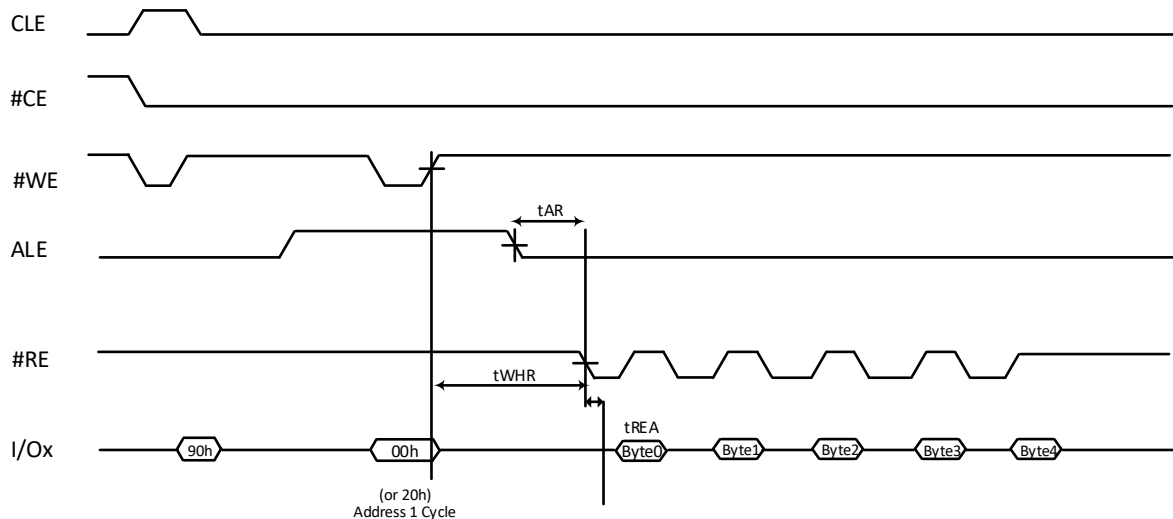 CLE
#CE
#WE
tAR
ALE
#RE
tWHR
tREA
I/Ox
90h
00h
Byte0
Byte1
Byte2
Byte3
Byte4
(or 20h)
Address 1 Cycle